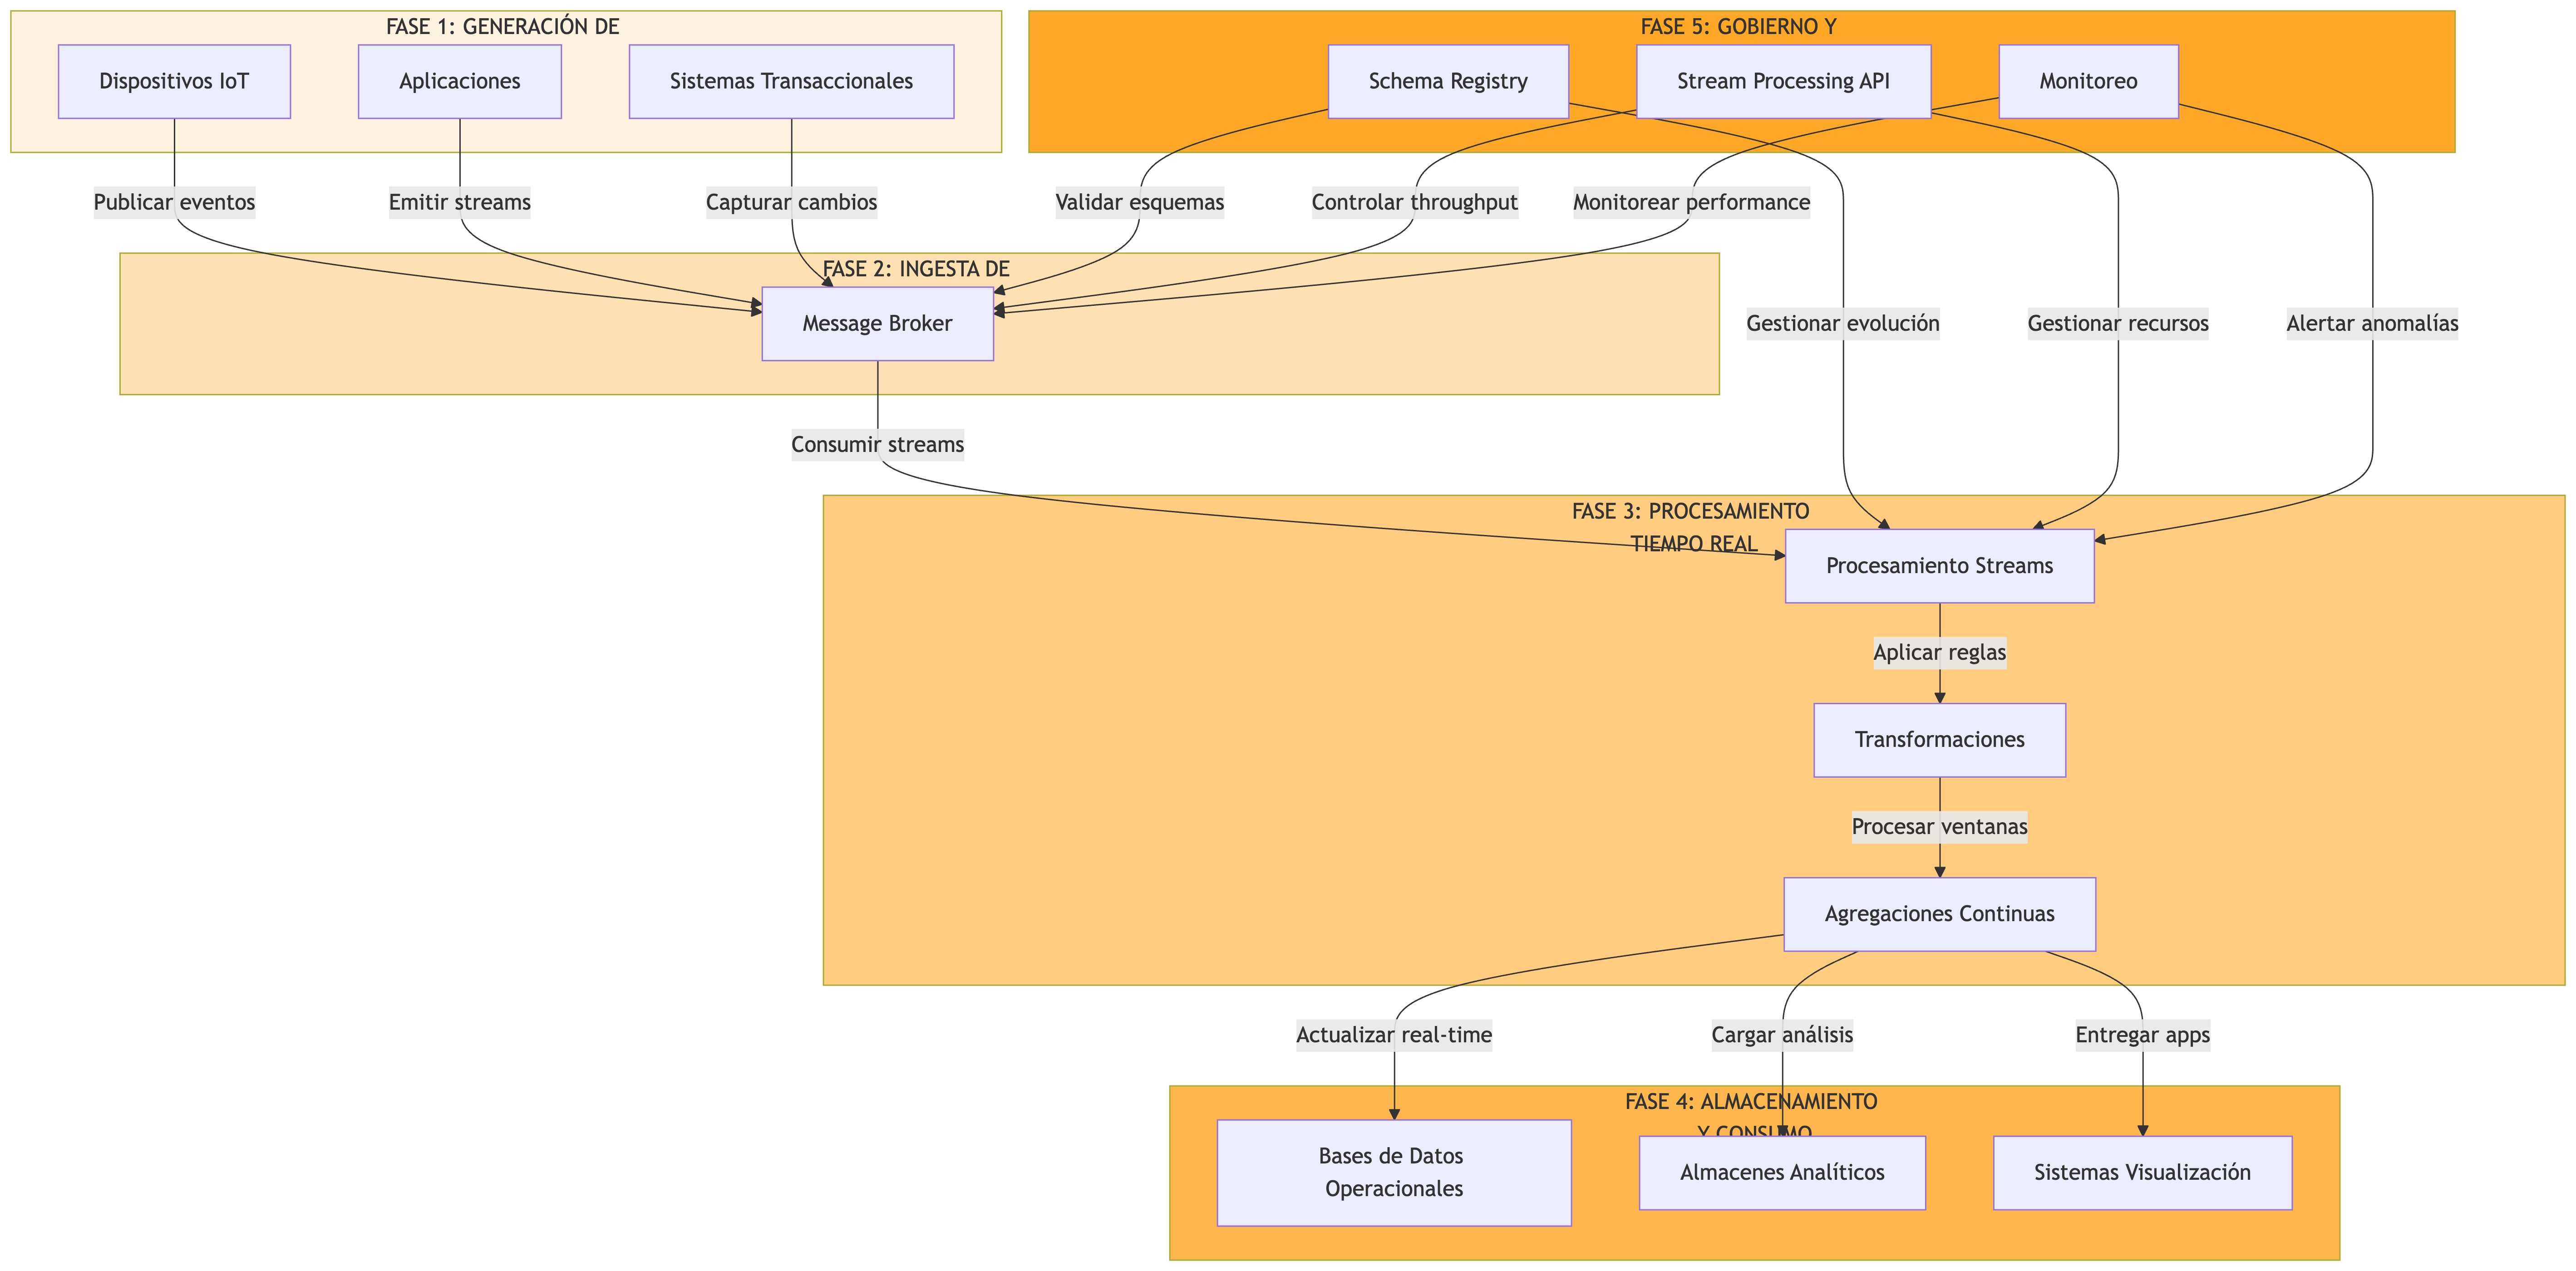 FASE 1: GENERACIÓN DE
Dispositivos IoT
Aplicaciones
Sistemas Transaccionales
FASE 5: GOBIERNO Y
Schema Registry
Stream Processing API
Monitoreo
Publicar eventos
Emitir streams
Capturar cambios
Validar esquemas
Controlar throughput
Monitorear performance
FASE 2: INGESTA DE
Message Broker
Gestionar evolución
Gestionar recursos
Alertar anomalías
Consumir streams
FASE 3: PROCESAMIENTO
TIEMPO REAL
Procesamiento Streams
Aplicar reglas
Transformaciones
Procesar ventanas
Agregaciones Continuas
Actualizar real-time
Cargar análisis
Entregar apps
FASE 4: ALMACENAMIENTO
Y CONSUMO
Bases de Datos
Operacionales
Almacenes Analíticos
Sistemas Visualización